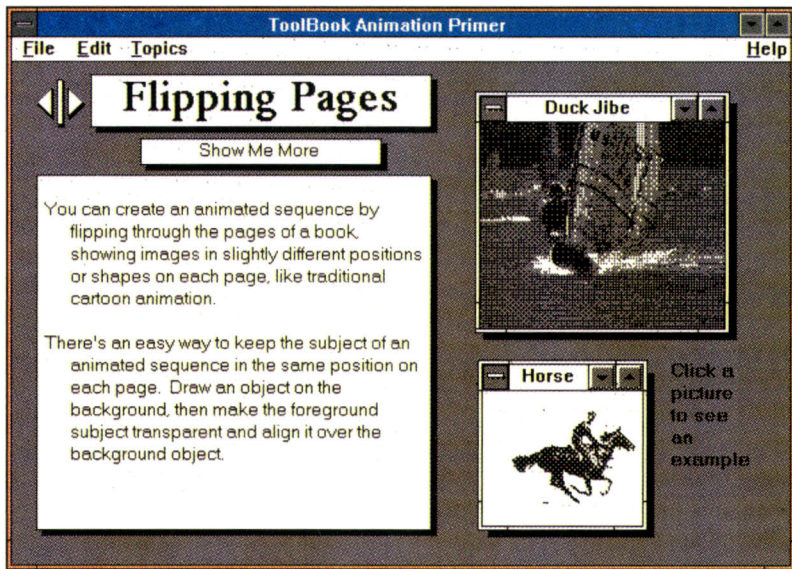 ToolBook Animation Primer
File Edit Topics Help
Flipping Pages
Show Me More
You can create an animated sequence by
flipping through the pages of a book,
showing images in slightly different positions
or shapes on each page, like traditional
cartoon animation.
There's an easy way to keep the subject of an
animated sequence in the same position on
each page. Draw an object on the
background, then make the foreground
subject transparent and align it over the
background object.
Duck Jibe
Horse
Click a
picture
to see
an
example